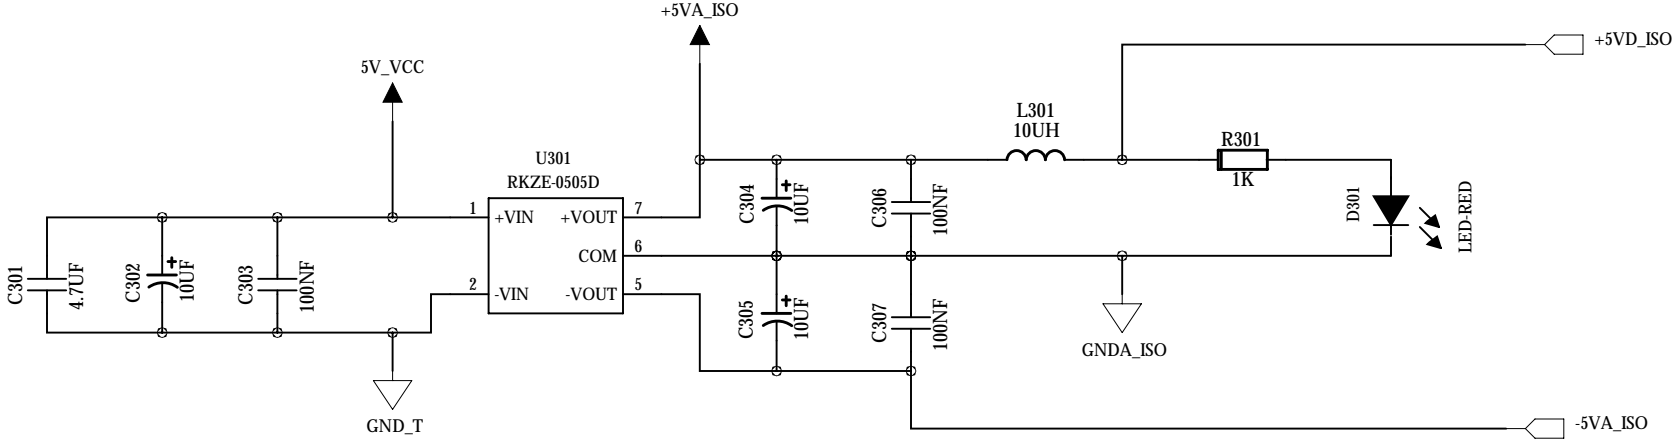 +5VA_ISO
+5VD_ISO
5V_VCC
L301
10UH
R301
1K
U301
RKZE-0505D
1
+VIN
+VOUT
7
COM
6
2
-VIN
-VOUT
5
C301
4.7UF
C302
+
10UF
C303
100NF
C304
+
10UF
C306
100NF
C305
+
10UF
C307
100NF
D301
LED-RED
GNDA_ISO
GND_T
-5VA_ISO